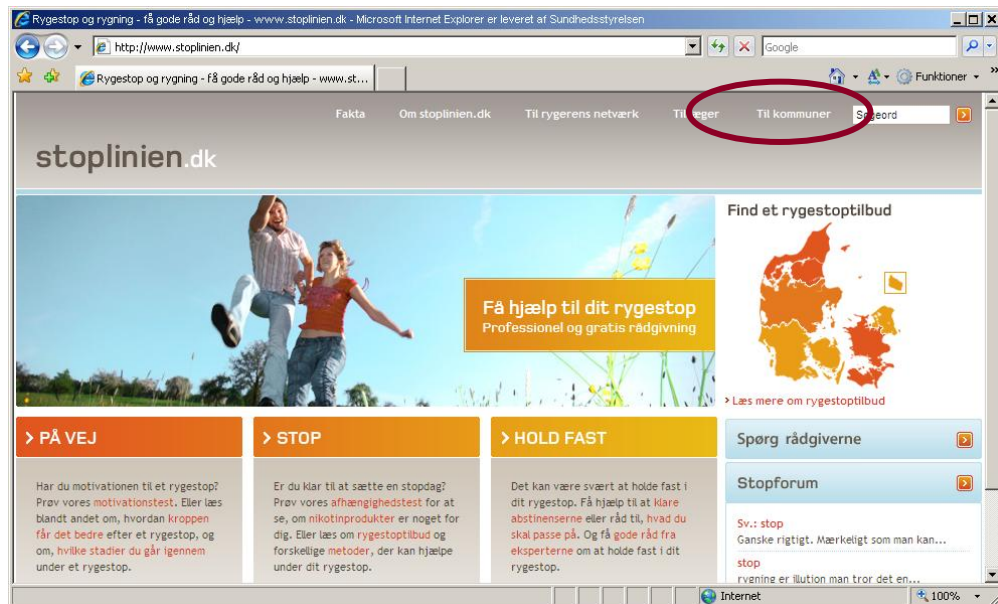 Rygestop og rygning - få gode råd og hjælp - www.stoplinien.dk - Microsoft Internet Explorer er leveret af Sundhedsstyrelsen
http://www.stoplinien.dk/
Google
Rygestop og rygning - få gode råd og hjælp - www.st...
Funktioner
Fakta Om stoplinien.dk Til rygerens netværk Til læger Til kommuner Søgeord
stoplinien.dk
Find et rygestoptilbud
Få hjælp til dit rygestop
Professionel og gratis rådgivning
> Læs mere om rygestoptilbud
> PÅ VEJ
Har du motivationen til et rygestop?
Prøv vores motivationstest. Eller læs
blandt andet om, hvordan kroppen
får det bedre efter et rygestop, og
om, hvilke stadier du går igennem
under et rygestop.
> STOP
Er du klar til at sætte en stopdag?
Prøv vores afhængighedstest for at
se, om nikotinprodukter er noget for
dig. Eller læs om rygestoptilbud og
forskellige metoder, der kan hjælpe
under dit rygestop.
> HOLD FAST
Det kan være svært at holde fast i
dit rygestop. Få hjælp til at klare
abstinenserne eller råd til, hvad du
skal passe på. Og få gode råd fra
eksperterne om at holde fast i dit
rygestop.
Spørg rådgiverne
Stopforum
Sv.: stop
Ganske rigtigt. Mærkeligt som man kan...
stop
rygning er illution man tror det en...
Internet
100%